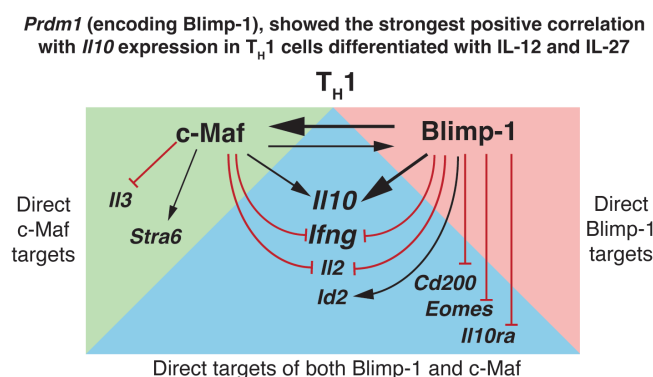 Prdm1 (encoding Blimp-1), showed the strongest positive correlation
with Il10 expression in TH1 cells differentiated with IL-12 and IL-27
TH1
c-Maf
Blimp-1
Il3
Stra6
Il10
Ifng
Il2
Id2
Cd200
Eomes
Il10ra
Direct
c-Maf
targets
Direct
Blimp-1
targets
Direct targets of both Blimp-1 and c-Maf